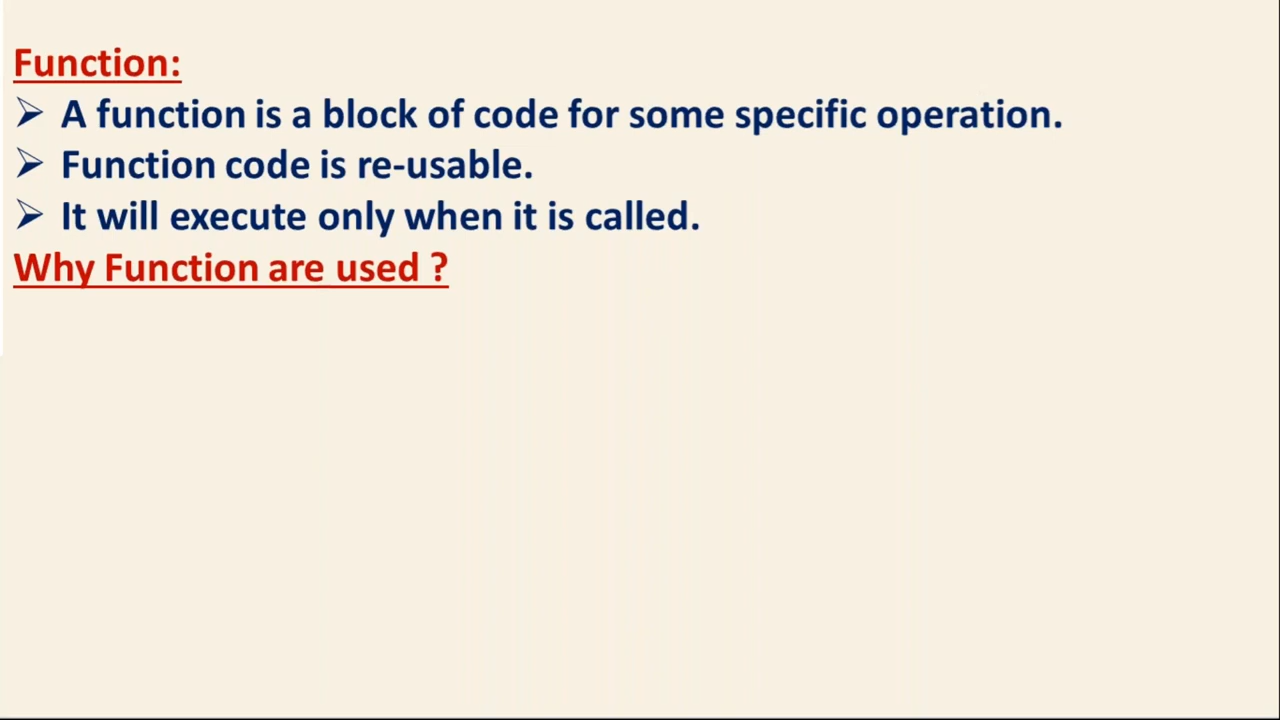 Function:
➢ A function is a block of code for some specific operation.
➢ Function code is re-usable.
➢ It will execute only when it is called.
Why Function are used ?